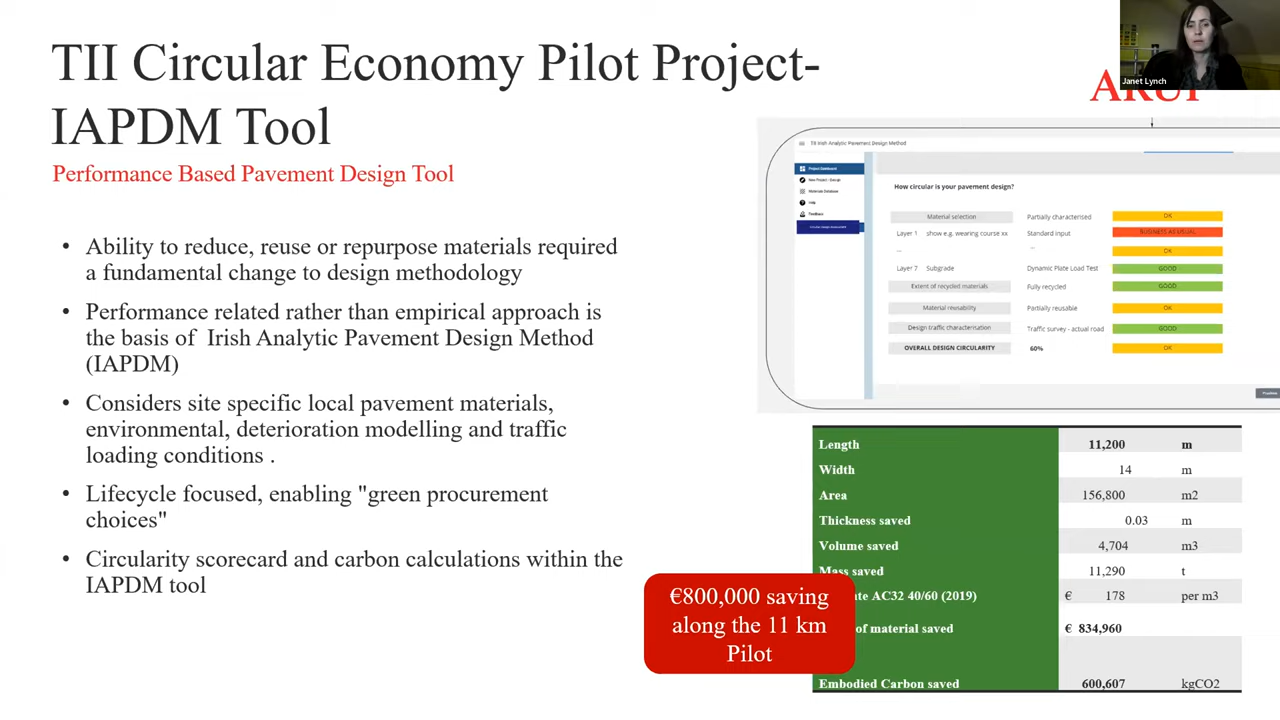 TII Circular Economy Pilot Project-
IAPDM Tool
Performance Based Pavement Design Tool
• Ability to reduce, reuse or repurpose materials required
a fundamental change to design methodology
• Performance related rather than empirical approach is
the basis of Irish Analytic Pavement Design Method
(IAPDM)
• Considers site specific local pavement materials,
environmental, deterioration modelling and traffic
loading conditions .
• Lifecycle focused, enabling "green procurement
choices"
• Circularity scorecard and carbon calculations within the
IAPDM tool
Janet Lynch
ARUP
TII Irish Analytic Pavement Design Method
Project Dashboard
New Project - Design
Materials Database
Help
Feedback
Circular Design Assessment
How circular is your pavement design?
Material selection Partially characterised OK
Layer 1 show e.g. wearing course xx Standard input BUSINESS AS USUAL
... ... OK
Layer 7 Subgrade Dynamic Plate Load Test GOOD
Extent of recycled materials Fully recycled GOOD
Material reusability Partially reusable OK
Design traffic characterisation Traffic survey - actual road GOOD
OVERALL DESIGN CIRCULARITY 60% OK
Length 11,200 m
Width 14 m
Area 156,800 m2
Thickness saved 0.03 m
Volume saved 4,704 m3
Mass saved 11,290 t
AC32 40/60 (2019) € 178 per m3
of material saved € 834,960
Embodied Carbon saved 600,607 kgCO2
€800,000 saving
along the 11 km
Pilot